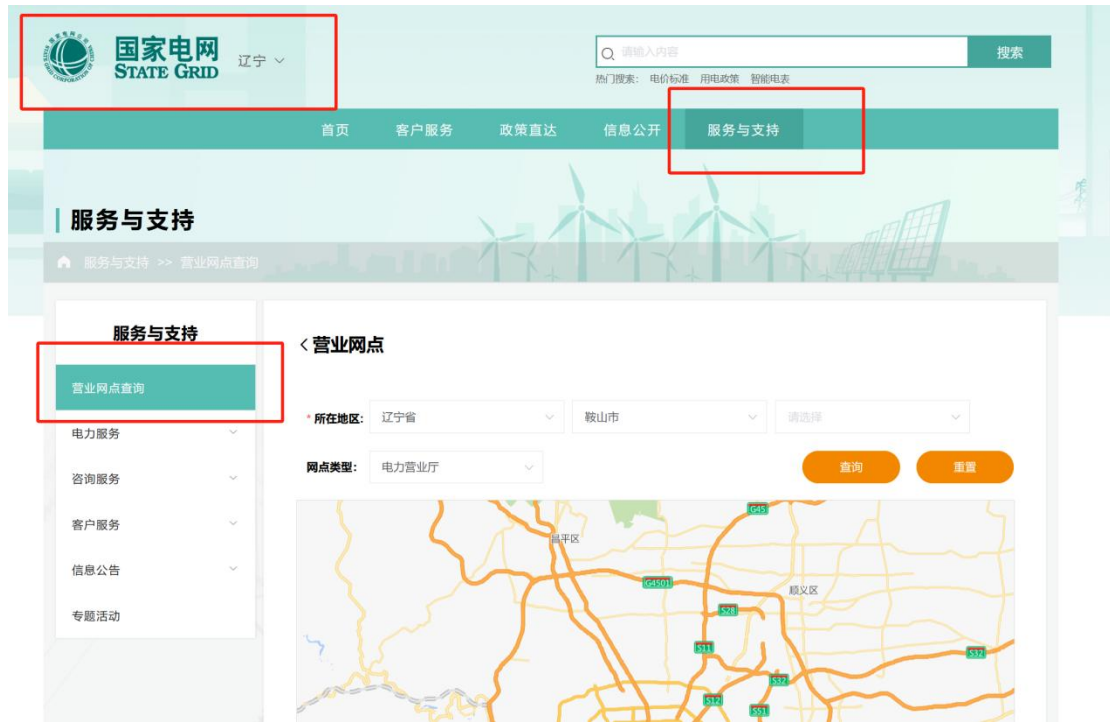 国家电网
STATE GRID
辽宁
请输入内容
搜索
热门搜索： 电价标准 用电政策 智能电表
首页 客户服务 政策直达 信息公开 服务与支持
服务与支持
服务与支持 >> 营业网点查询
服务与支持
营业网点查询
电力服务
咨询服务
客户服务
信息公告
专题活动
<营业网点
*所在地区: 辽宁省 鞍山市 请选择
网点类型: 电力营业厅 查询 重置
G45
昌平区
G4501
顺义区
S28
S11
S32
S32
S12
S51